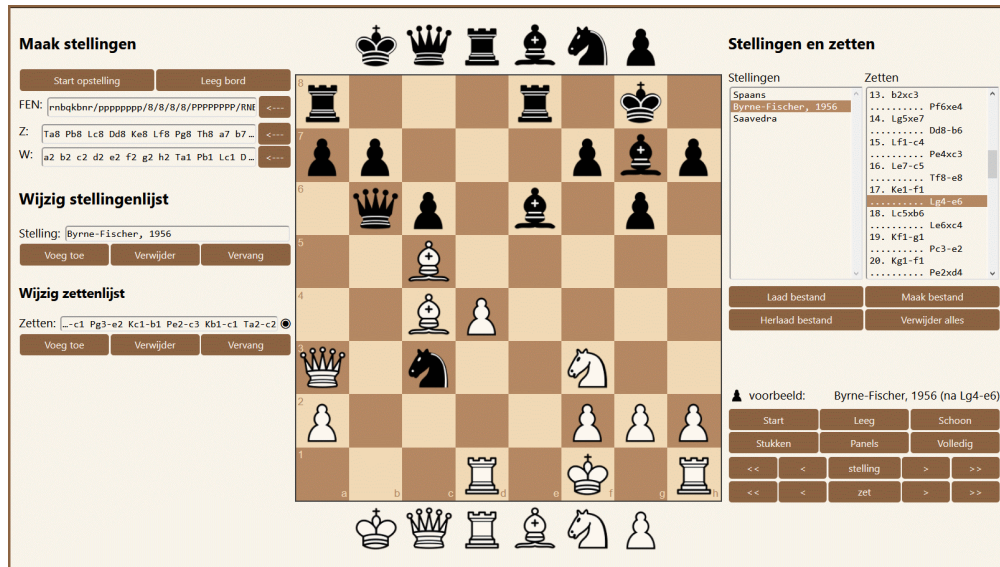 Maak stellingen
Start opstelling
Leeg bord
FEN: rnbqkbnr/pppppppp/8/8/8/8/PPPPPPPP/RNE
<---
Z: Ta8 Pb8 Lc8 Dd8 Ke8 Lf8 Pg8 Th8 a7 b7…
<---
W: a2 b2 c2 d2 e2 f2 g2 h2 Ta1 Pb1 Lc1 D…
<---
Wijzig stellingenlijst
Stelling: Byrne-Fischer, 1956
Voeg toe
Verwijder
Vervang
Wijzig zettenlijst
Zetten: …-c1 Pg3-e2 Kc1-b1 Pe2-c3 Kb1-c1 Ta2-c2
Voeg toe
Verwijder
Vervang
8
7
6
5
4
3
2
1
a
b
c
d
e
f
g
h
Stellingen en zetten
Stellingen
Spaans
Byrne-Fischer, 1956
Saavedra
Zetten
13. b2xc3
.......... Pf6xe4
14. Lg5xe7
.......... Dd8-b6
15. Lf1-c4
.......... Pe4xc3
16. Le7-c5
.......... Tf8-e8
17. Ke1-f1
.......... Lg4-e6
18. Lc5xb6
.......... Le6xc4
19. Kf1-g1
.......... Pc3-e2
20. Kg1-f1
.......... Pe2xd4
Laad bestand
Maak bestand
Herlaad bestand
Verwijder alles
voorbeeld:
Byrne-Fischer, 1956 (na Lg4-e6)
Start
Leeg
Schoon
Stukken
Panels
Volledig
<<
<
stelling
>
>>
<<
<
zet
>
>>